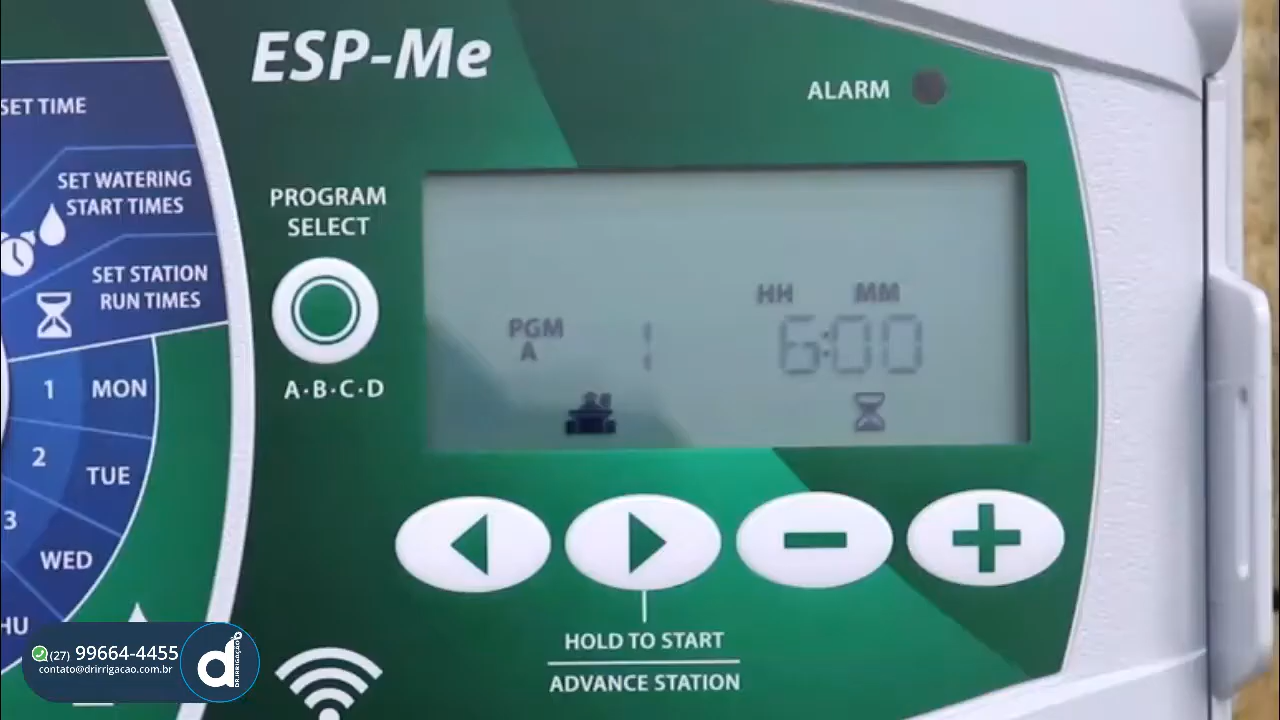 ESP-Me
ALARM
SET TIME
SET WATERING
START TIMES
SET STATION
RUN TIMES
PROGRAM
SELECT
A·B·C·D
HH MM
PGM
A
1
6:00
1 MON
2 TUE
3 WED
HU
HOLD TO START
ADVANCE STATION
(27) 99664-4455
contato@drirrigacao.com.br
d
DR.IRRIGAÇÃO